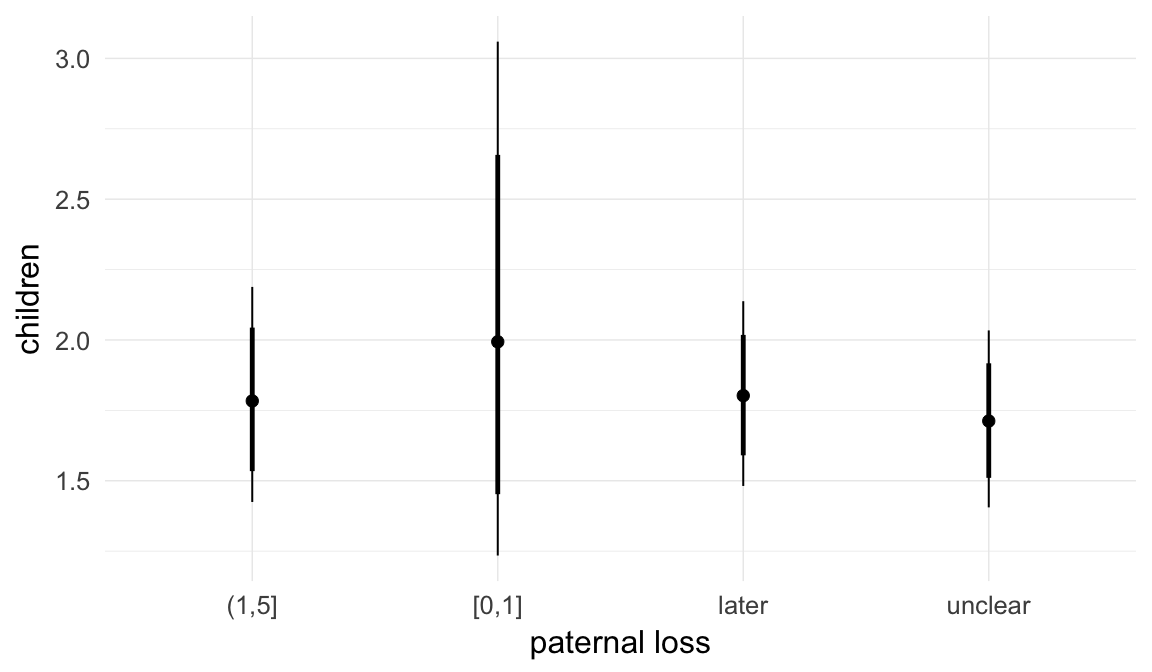 3.0
2.5
2.0
1.5
children
(1,5]
[0,1]
later
unclear
paternal loss